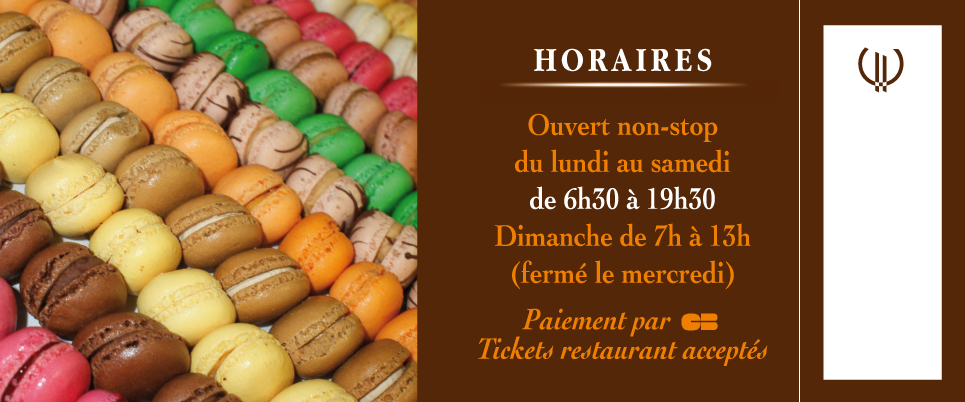 HORAIRES
Ouvert non-stop
du lundi au samedi
de 6h30 à 19h30
Dimanche de 7h à 13h
(fermé le mercredi)
Paiement par CB
Tickets restaurant acceptés